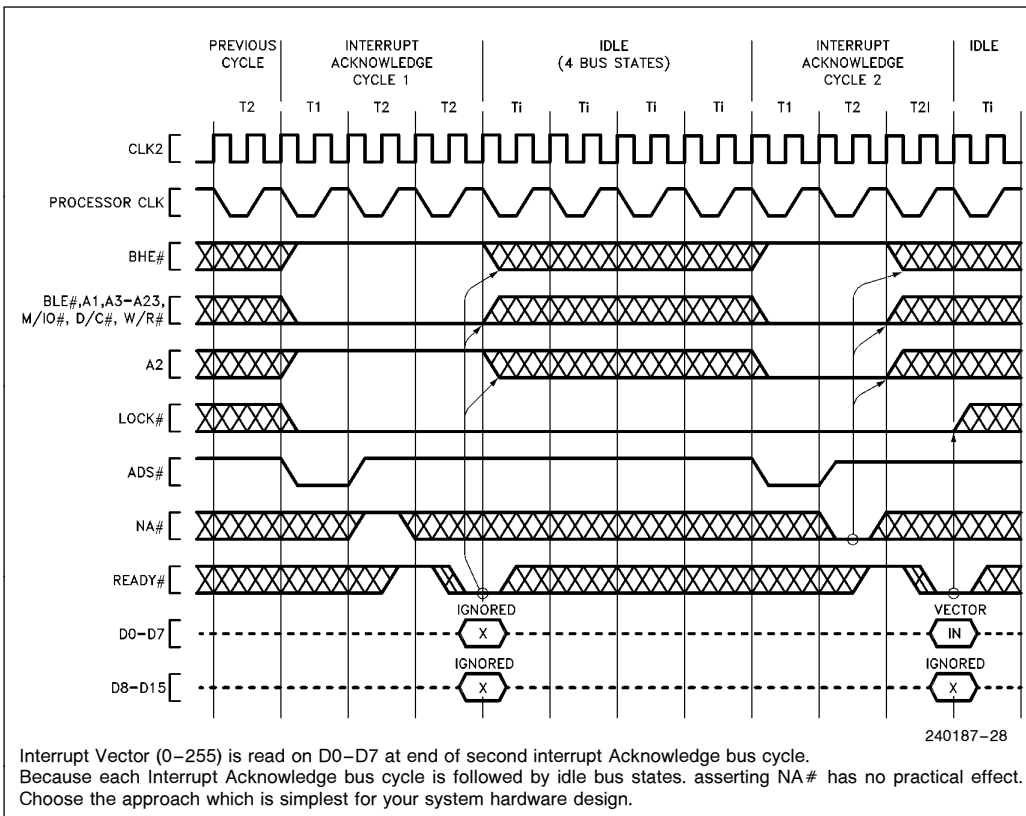 PREVIOUS CYCLE
INTERRUPT ACKNOWLEDGE CYCLE 1
IDLE (4 BUS STATES)
INTERRUPT ACKNOWLEDGE CYCLE 2
IDLE
T2 T1 T2 T2 Ti Ti Ti Ti T1 T2 T2I Ti
CLK2
PROCESSOR CLK
BHE#
BLE#,A1,A3–A23,
M/IO#, D/C#, W/R#
A2
LOCK#
ADS#
NA#
READY#
IGNORED VECTOR
D0–D7 X IN
IGNORED IGNORED
D8–D15 X X
240187–28
Interrupt Vector (0–255) is read on D0–D7 at end of second interrupt Acknowledge bus cycle.
Because each Interrupt Acknowledge bus cycle is followed by idle bus states. asserting NA# has no practical effect.
Choose the approach which is simplest for your system hardware design.